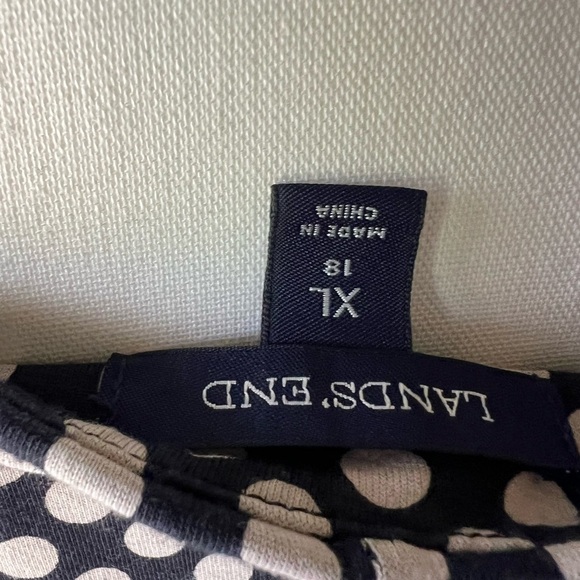 LANDS' END
XL
18
MADE IN
CHINA